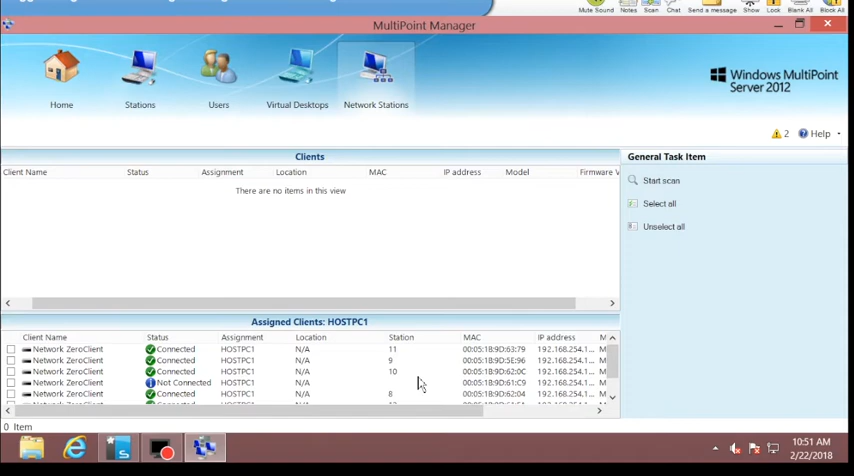 Mute Sound Notes Scan Chat Send a message Show Lock Blank All Block All
MultiPoint Manager
Home Stations Users Virtual Desktops Network Stations
Windows MultiPoint
Server 2012
2 Help
Clients
General Task Item
Client Name Status Assignment Location MAC IP address Model Firmware V
There are no items in this view
Start scan
Select all
Unselect all
Assigned Clients: HOSTPC1
Client Name Status Assignment Location Station MAC IP address M
Network ZeroClient Connected HOSTPC1 N/A 11 00:05:1B:9D:63:79 192.168.254.1... M
Network ZeroClient Connected HOSTPC1 N/A 9 00:05:1B:9D:5E:96 192.168.254.1... M
Network ZeroClient Connected HOSTPC1 N/A 10 00:05:1B:9D:62:0C 192.168.254.1... M
Network ZeroClient Not Connected HOSTPC1 N/A 00:05:1B:9D:61:C9 192.168.254.1... M
Network ZeroClient Connected HOSTPC1 N/A 8 00:05:1B:9D:62:04 192.168.254.1... M
0 Item
10:51 AM
2/22/2018